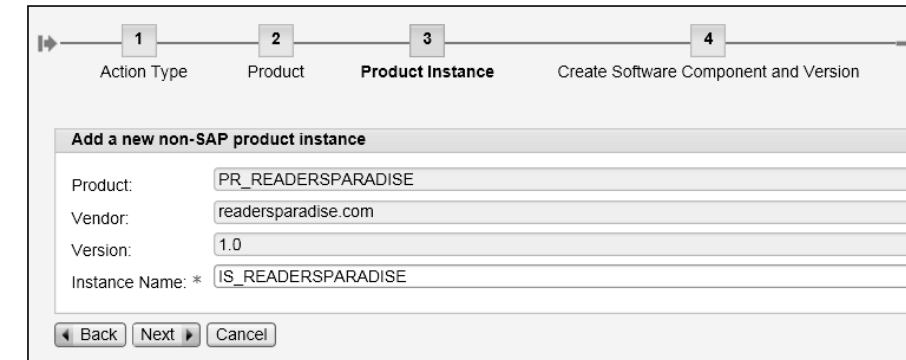 1 2 3 4
Action Type Product Product Instance Create Software Component and Version
Add a new non-SAP product instance
Product: PR_READERSPARADISE
Vendor: readersparadise.com
Version: 1.0
Instance Name: * IS_READERSPARADISE
Back Next Cancel